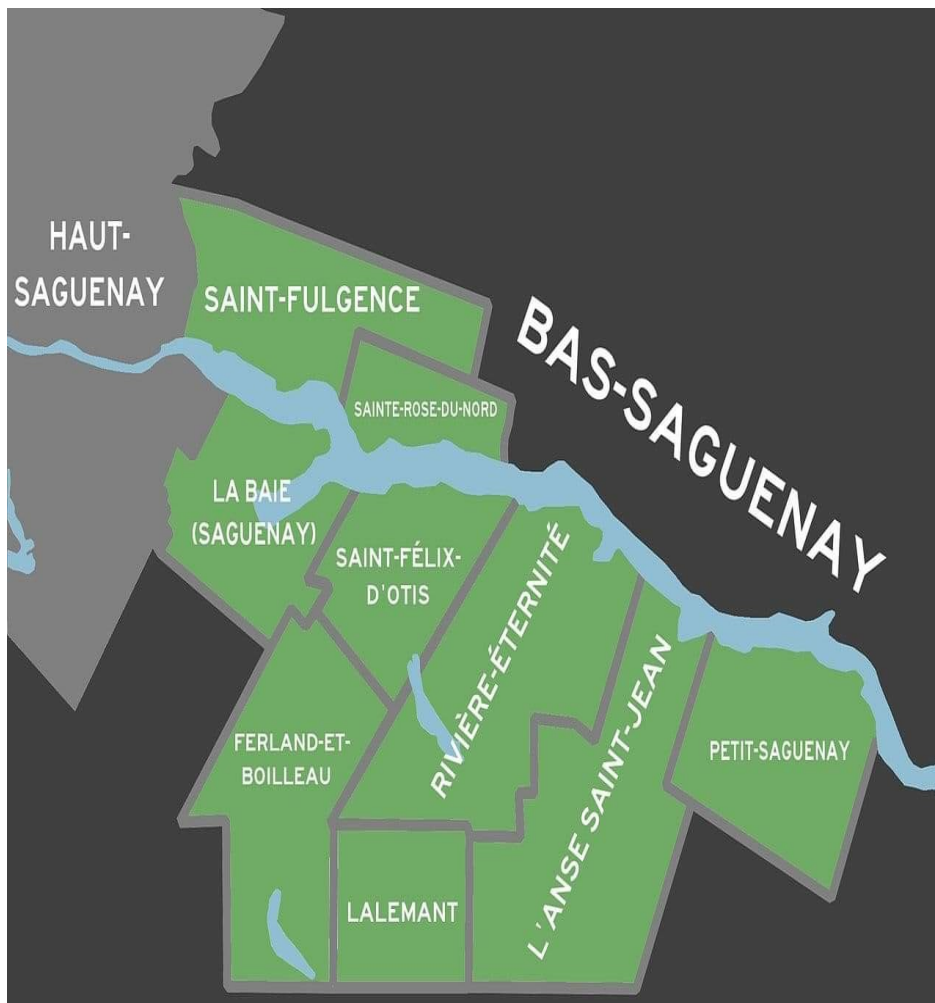 HAUT-
SAGUENAY
SAINT-FULGENCE
BAS-SAGUENAY
SAINTE-ROSE-DU-NORD
LA BAIE
(SAGUENAY)
SAINT-FÉLIX-
D'OTIS
RIVIÈRE-ÉTERNITÉ
L'ANSE SAINT-JEAN
FERLAND-ET-
BOILLEAU
PETIT-SAGUENAY
LALEMANT